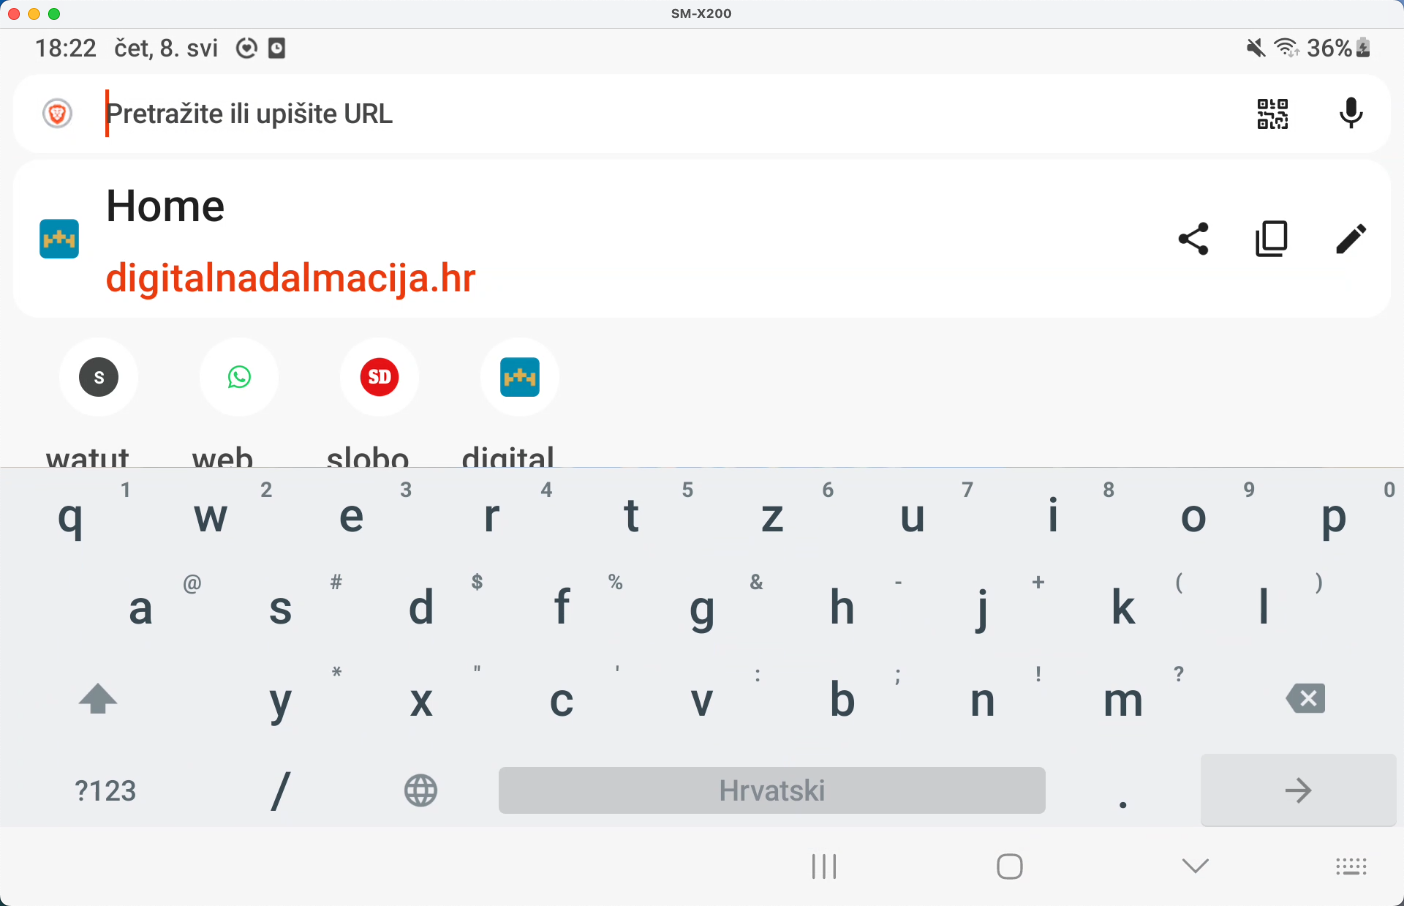 SM-X200
18:22 čet, 8. svi
36%
Pretražite ili upišite URL
Home
digitalnadalmacija.hr
S SD
watut web slobo digital
1 2 3 4 5 6 7 8 9 0
q w e r t z u i o p
@ # $ % & - + ( )
a s d f g h j k l
* " ' : ; ! ?
y x c v b n m
?123 / Hrvatski .